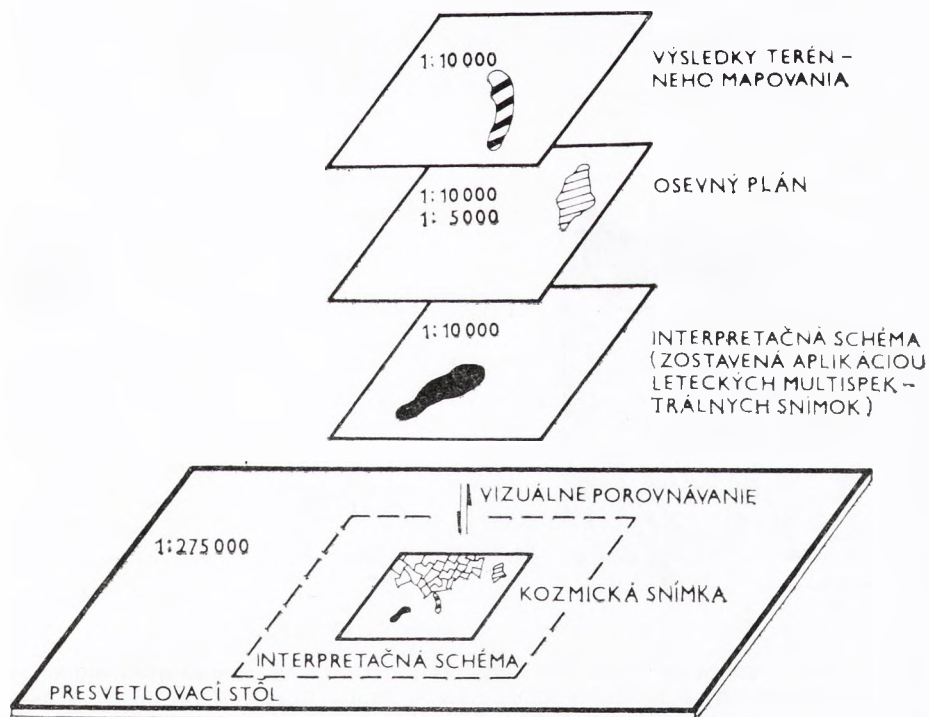 1:10 000
VÝSLEDKY TERÉN –
NEHO MAPOVANIA
1:10 000
1: 5000
OSEVNÝ PLÁN
1:10 000
INTERPRETAČNÁ SCHÉMA
(ZOSTAVENÁ APLIKÁCIOU
LETECKÝCH MULTISPEK –
TRÁLNYCH SNÍMOK)
VIZUÁLNE POROVNÁVANIE
1:275 000
KOZMICKÁ SNÍMKA
INTERPRETAČNÁ SCHÉMA
PRESVETLOVACÍ STÔL